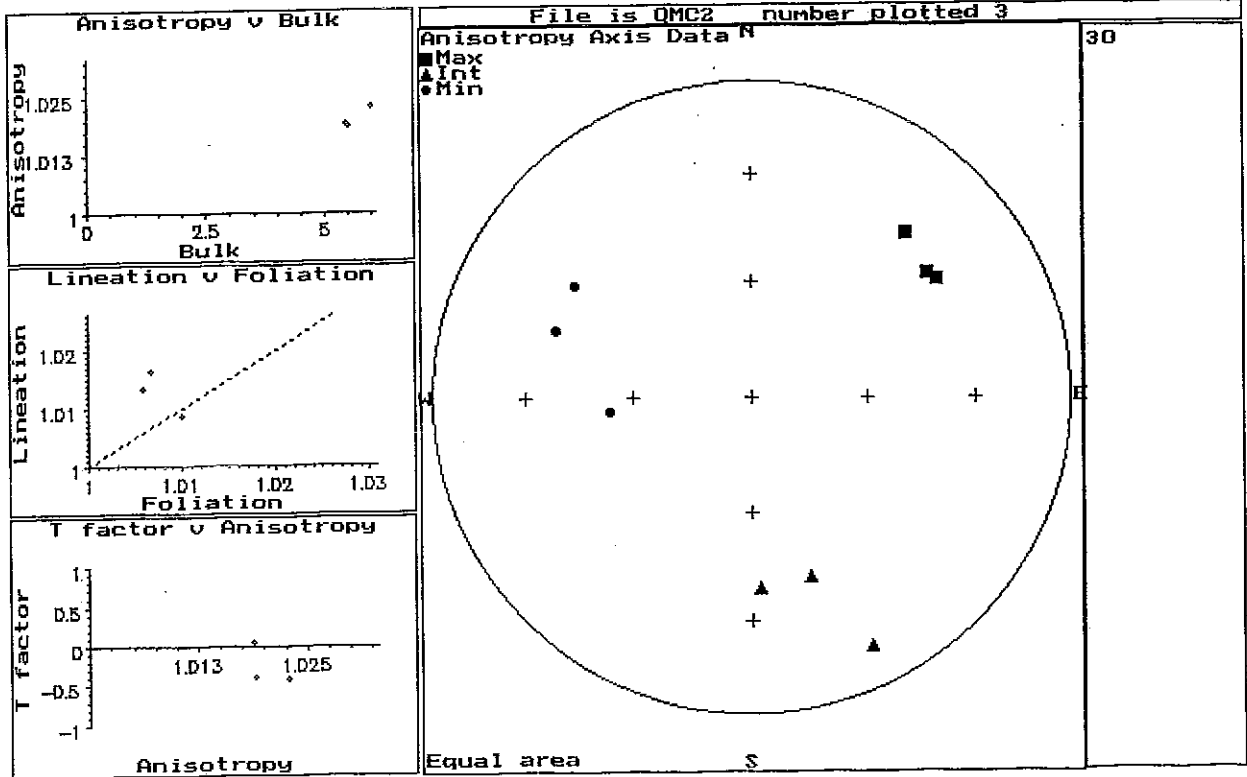 File is QMC2 number plotted 3
Anisotropy v Bulk
Anisotropy
1.025
1.013
1
0 2.5 5
Bulk
Lineation v Foliation
Lineation
1.02
1.01
1
1 1.01 1.02 1.03
Foliation
T factor v Anisotropy
T factor
1
0.5
0
-0.5
-1
1.013 1.025
Anisotropy
Anisotropy Axis Data N
Max
Int
Min
W
E
Equal area
S
30